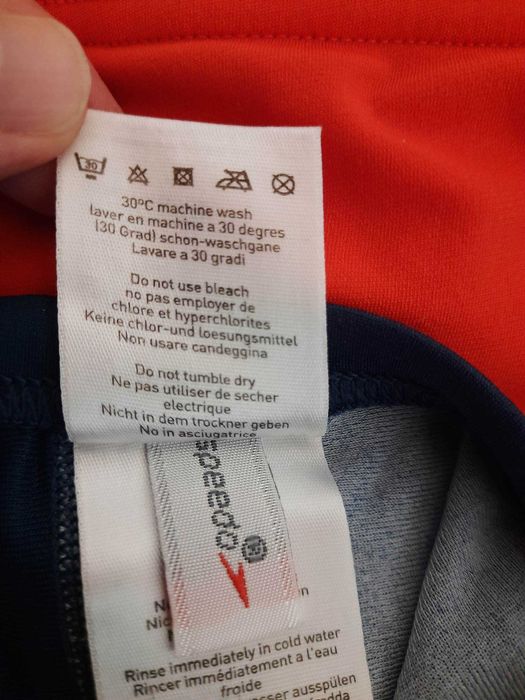 30
30ºC machine wash
laver en machine a 30 degres
(30 Grad) schon-waschgane
Lavare a 30 gradi
Do not use bleach
no pas employer de
chlore et hyperchlorites
Keine chlor-und loesungsmittel
Non usare candeggina
Do not tumble dry
Ne pas utiliser de secher
electrique
Nicht in dem trockner geben
No in asciugatrice
speedo®
Rinse immediately in cold water
Rincer immédiatement a l'eau
froide
ausspülen